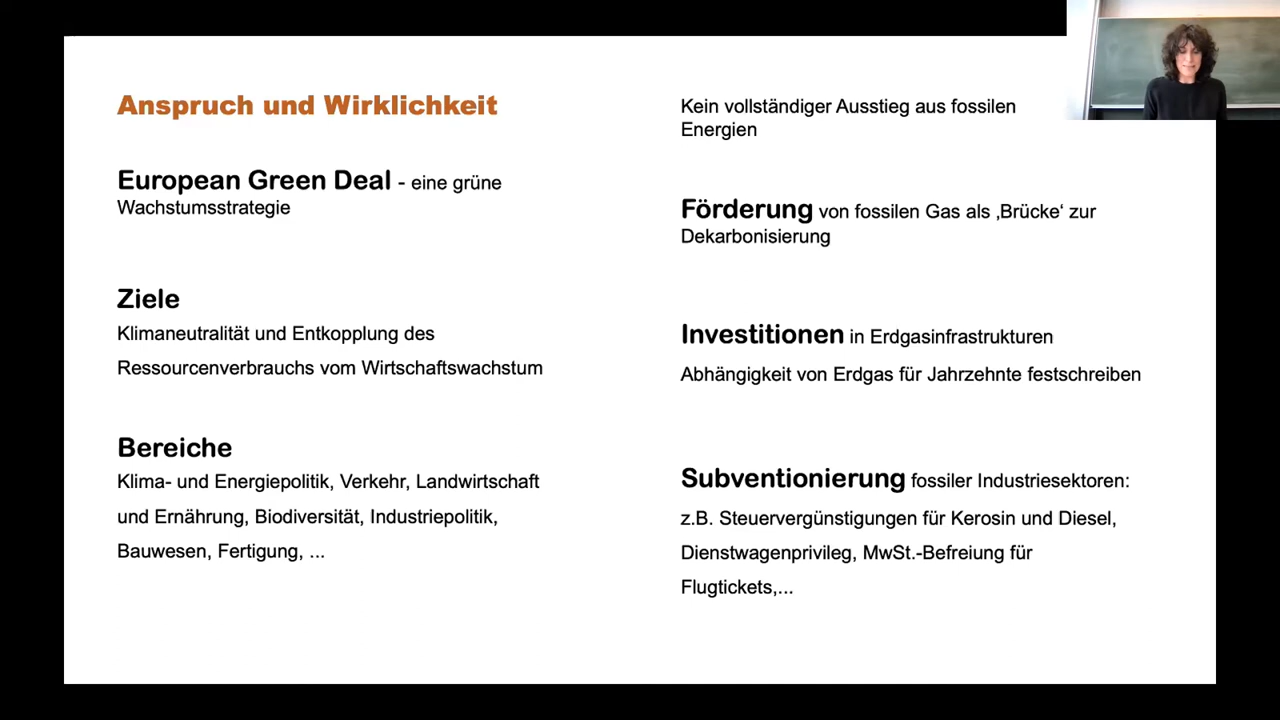 Anspruch und Wirklichkeit
European Green Deal - eine grüne
Wachstumsstrategie
Ziele
Klimaneutralität und Entkopplung des
Ressourcenverbrauchs vom Wirtschaftswachstum
Bereiche
Klima- und Energiepolitik, Verkehr, Landwirtschaft
und Ernährung, Biodiversität, Industriepolitik,
Bauwesen, Fertigung, ...
Kein vollständiger Ausstieg aus fossilen
Energien
Förderung von fossilen Gas als ‚Brücke‘ zur
Dekarbonisierung
Investitionen in Erdgasinfrastrukturen
Abhängigkeit von Erdgas für Jahrzehnte festschreiben
Subventionierung fossiler Industriesektoren:
z.B. Steuervergünstigungen für Kerosin und Diesel,
Dienstwagenprivileg, MwSt.-Befreiung für
Flugtickets,...